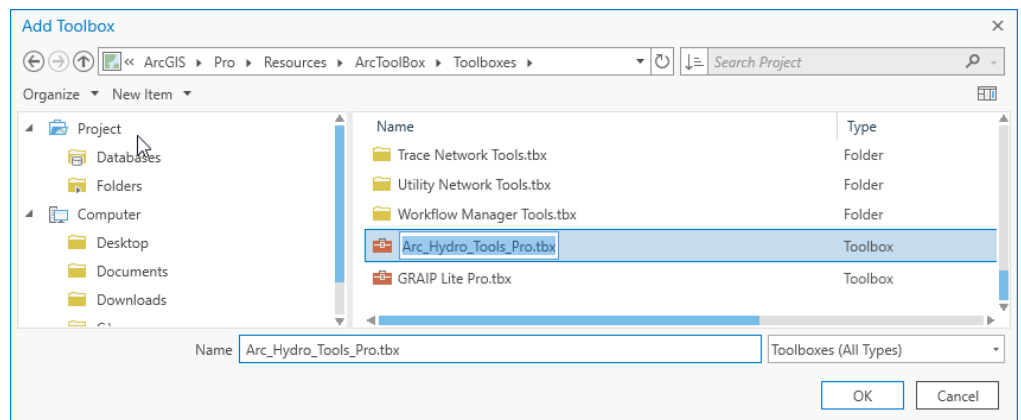 Add Toolbox
« ArcGIS Pro Resources ArcToolBox Toolboxes Search Project
Organize New Item
Project
Databases
Folders
Computer
Desktop
Documents
Downloads
Name Type
Trace Network Tools.tbx Folder
Utility Network Tools.tbx Folder
Workflow Manager Tools.tbx Folder
Arc_Hydro_Tools_Pro.tbx Toolbox
GRAIP Lite Pro.tbx Toolbox
Name Arc_Hydro_Tools_Pro.tbx Toolboxes (All Types)
OK Cancel